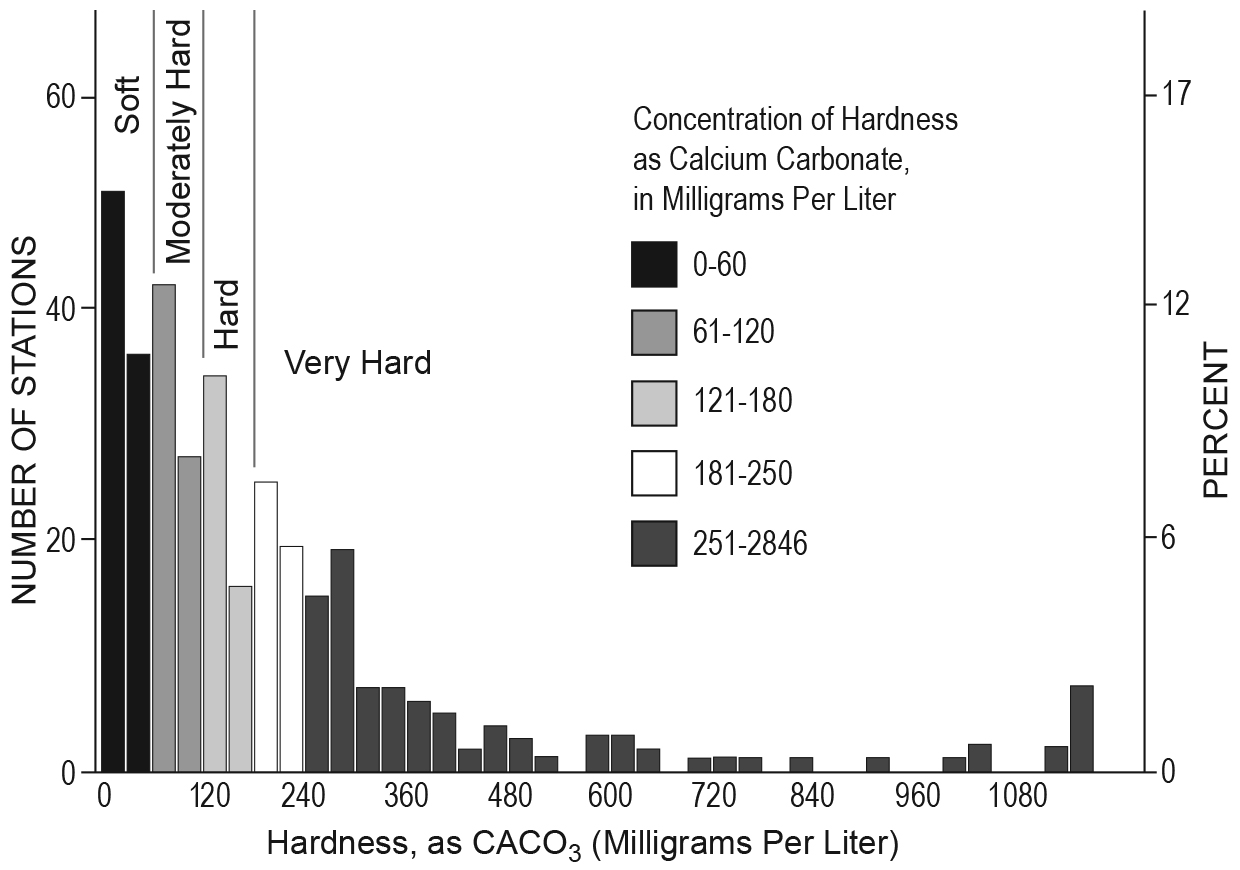 Soft
Moderately Hard
Hard
Very Hard
NUMBER OF STATIONS
60
40
20
0
Concentration of Hardness
as Calcium Carbonate,
in Milligrams Per Liter
0-60
61-120
121-180
181-250
251-2846
17
12
6
0
PERCENT
0 120 240 360 480 600 720 840 960 1080
Hardness, as CACO₃ (Milligrams Per Liter)